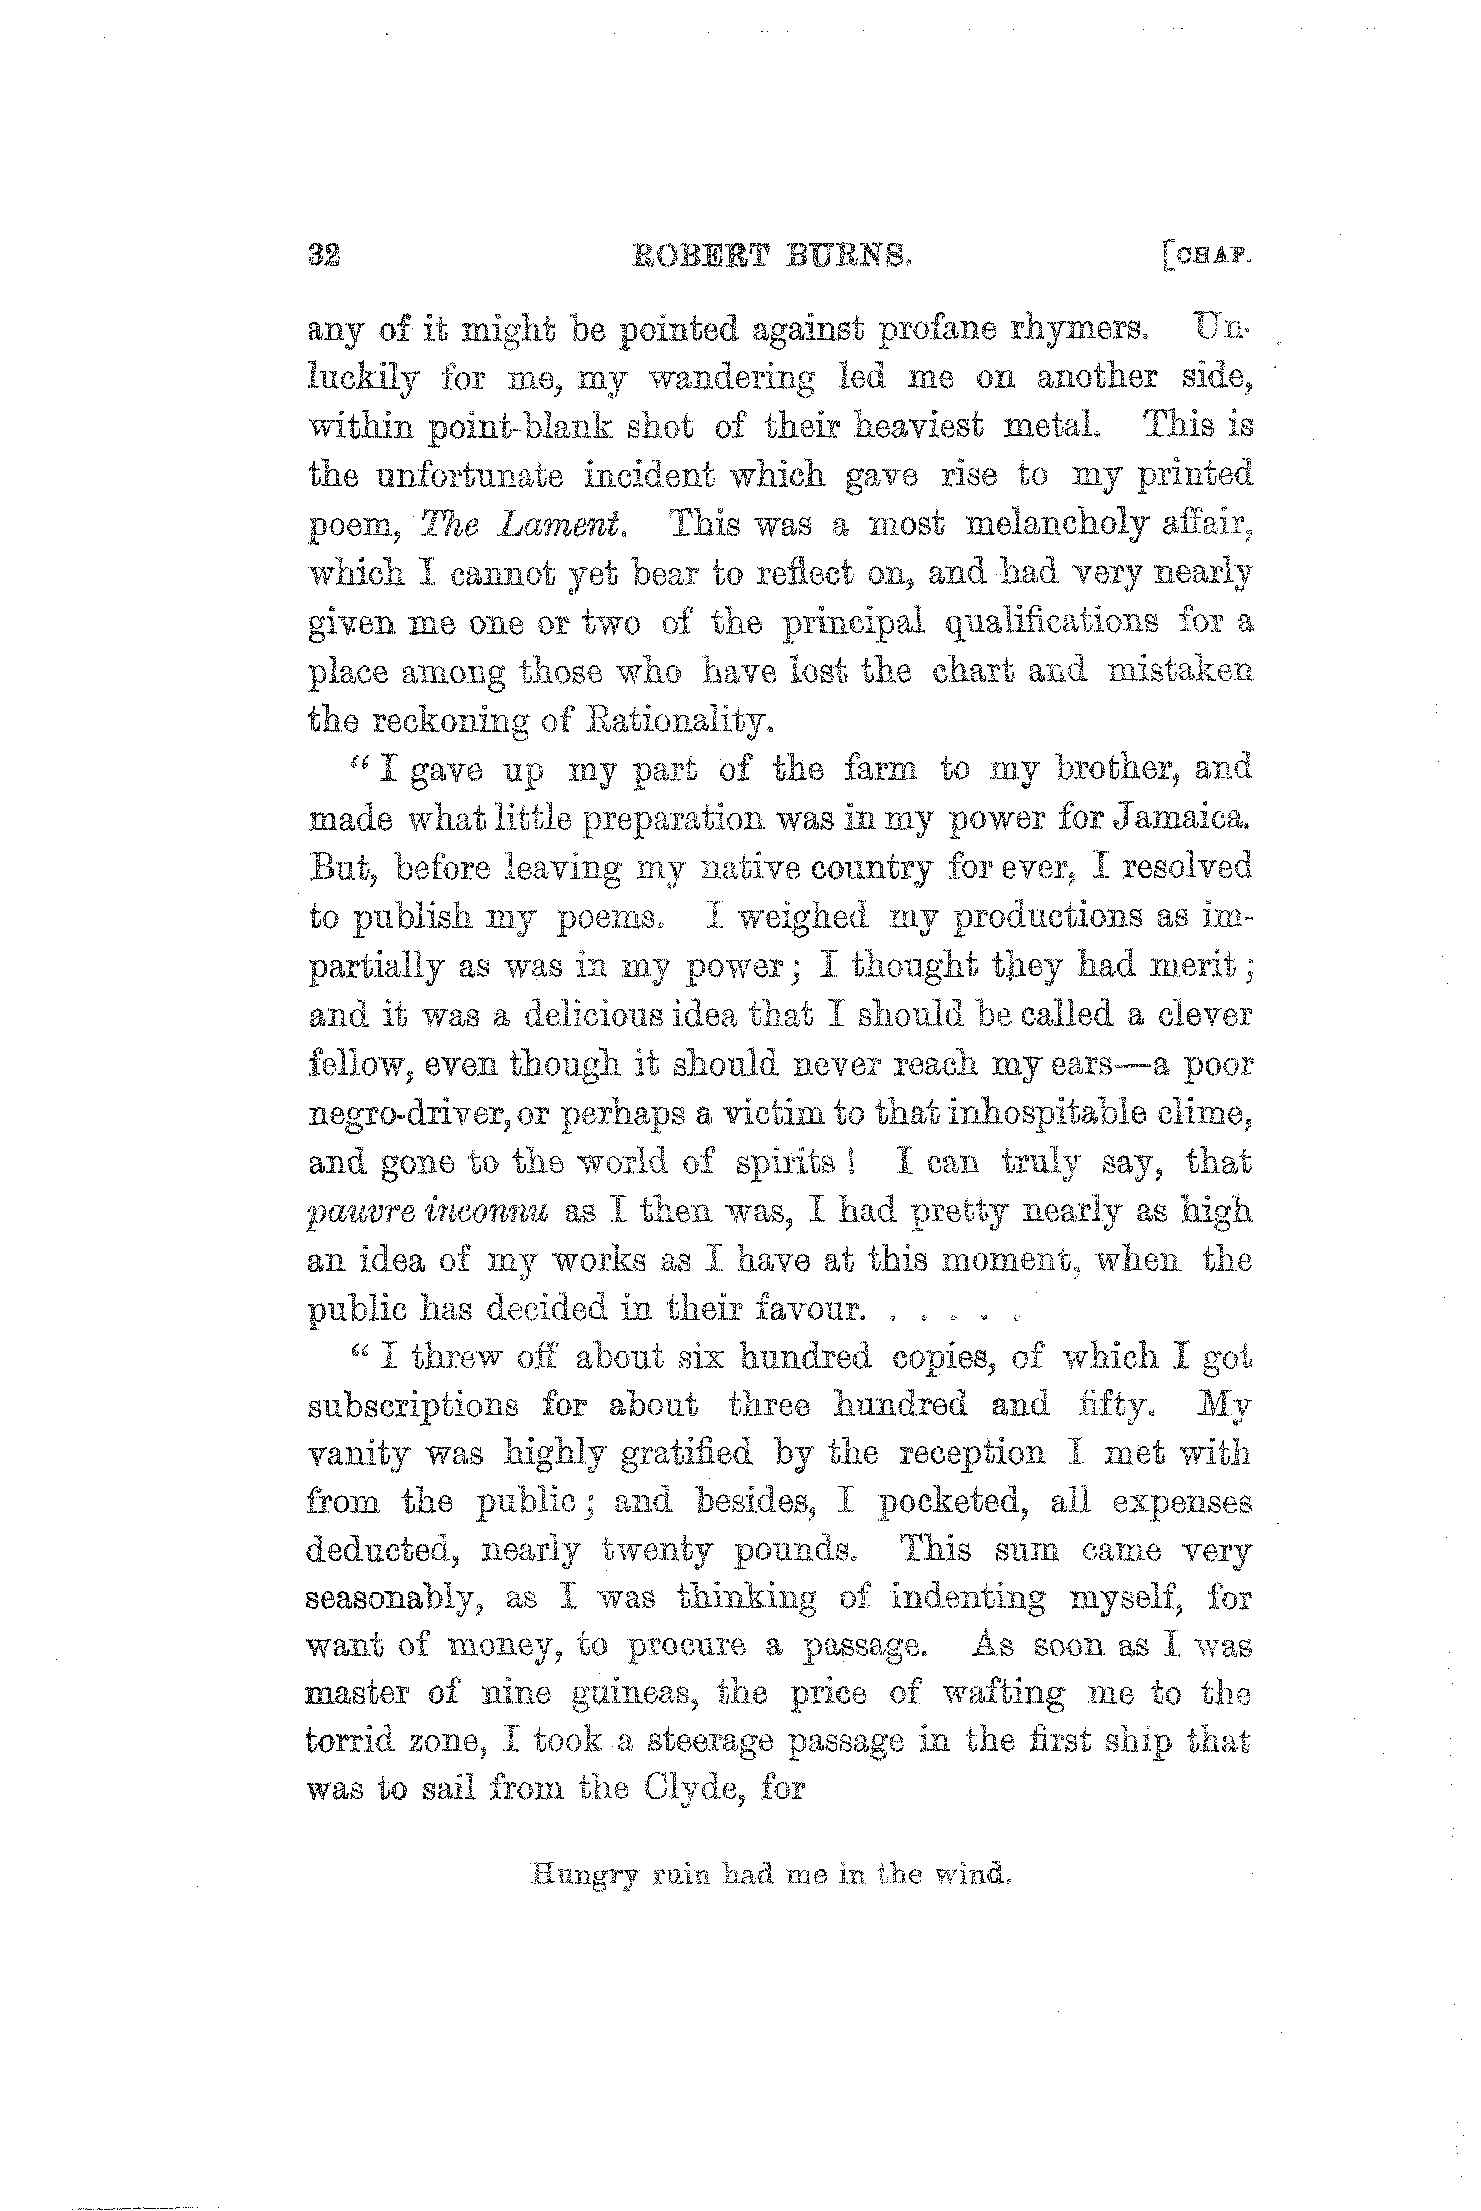 32 ROBERT BURNS. [CHAP.
any of it might be pointed against profane rhymers. Un-
luckily for me, my wandering led me on another side,
within point-blank shot of their heaviest metal. This is
the unfortunate incident which gave rise to my printed
poem, The Lament. This was a most melancholy affair,
which I cannot yet bear to reflect on, and had very nearly
given me one or two of the principal qualifications for a
place among those who have lost the chart and mistaken
the reckoning of Rationality.
"I gave up my part of the farm to my brother, and
made what little preparation was in my power for Jamaica.
But, before leaving my native country for ever, I resolved
to publish my poems. I weighed my productions as im-
partially as was in my power; I thought they had merit;
and it was a delicious idea that I should be called a clever
fellow, even though it should never reach my ears—a poor
negro-driver, or perhaps a victim to that inhospitable clime,
and gone to the world of spirits! I can truly say, that
pauvre inconnu as I then was, I had pretty nearly as high
an idea of my works as I have at this moment, when the
public has decided in their favour. . . . . .
"I threw off about six hundred copies, of which I got
subscriptions for about three hundred and fifty. My
vanity was highly gratified by the reception I met with
from the public; and besides, I pocketed, all expenses
deducted, nearly twenty pounds. This sum came very
seasonably, as I was thinking of indenting myself, for
want of money, to procure a passage. As soon as I was
master of nine guineas, the price of wafting me to the
torrid zone, I took a steerage passage in the first ship that
was to sail from the Clyde, for
Hungry ruin had me in the wind.